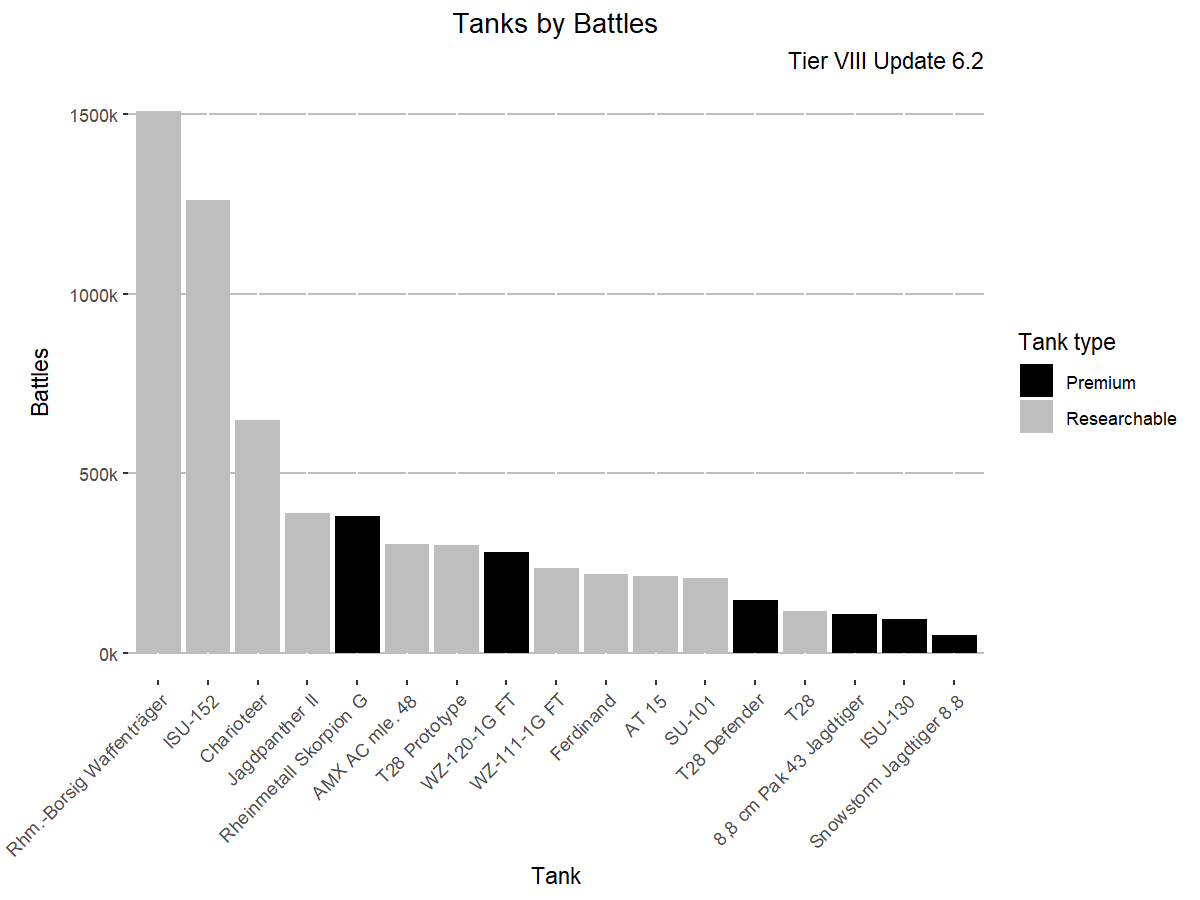 Tanks by Battles
Tier VIII Update 6.2
1500k
1000k
500k
0k
Battles
Rhm.-Borsig Waffenträger
ISU-152
Charioteer
Jagdpanther II
Rheinmetall Skorpion G
AMX AC mle. 48
T28 Prototype
WZ-120-1G FT
WZ-111-1G FT
Ferdinand
AT 15
SU-101
T28 Defender
T28
8,8 cm Pak 43 Jagdtiger
ISU-130
Snowstorm Jagdtiger 8.8
Tank
Tank type
Premium
Researchable